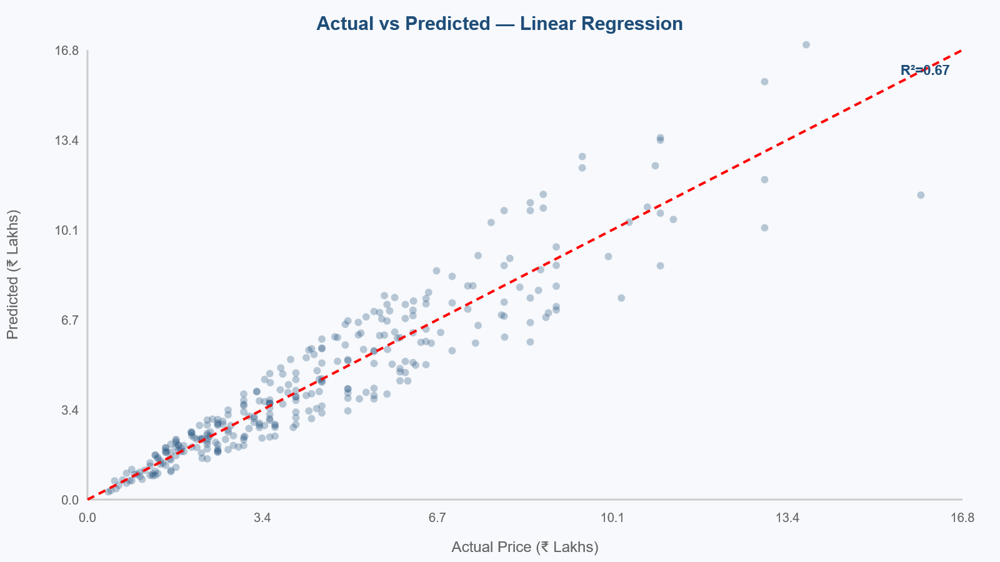 Actual vs Predicted — Linear Regression
16.8
R²=0.67
13.4
10.1
6.7
3.4
0.0
Predicted (₹ Lakhs)
0.0 3.4 6.7 10.1 13.4 16.8
Actual Price (₹ Lakhs)